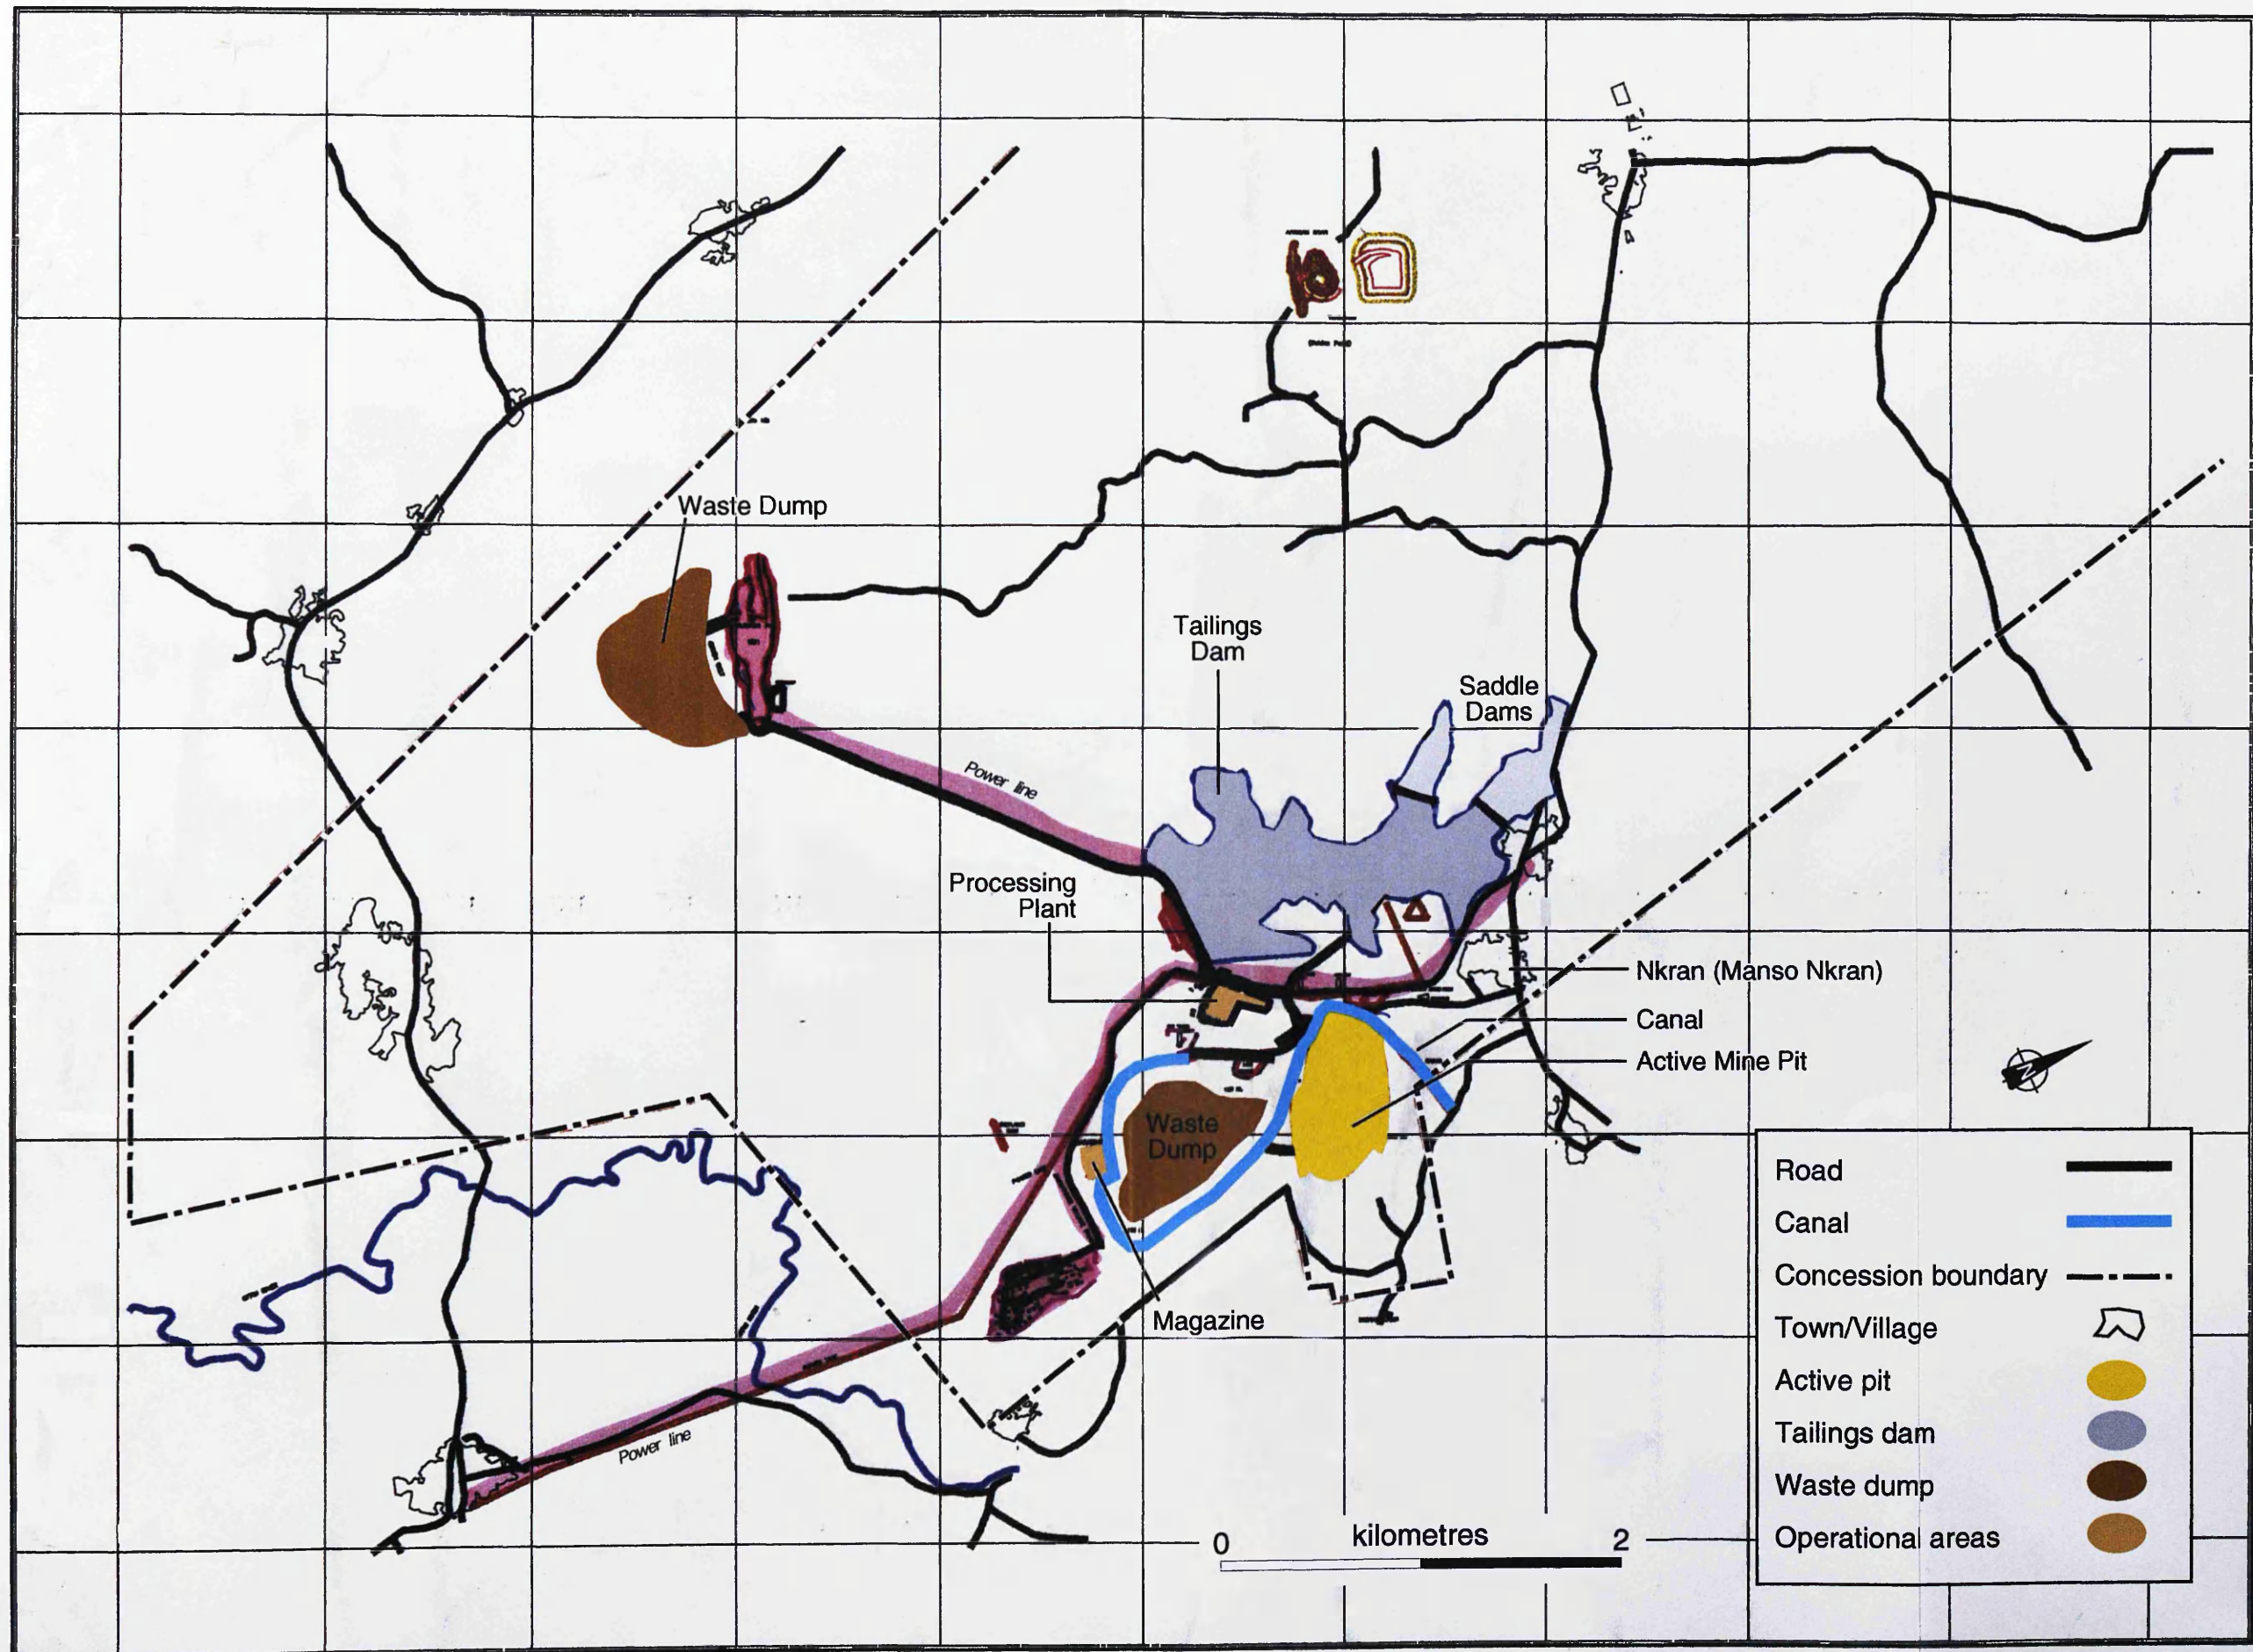 Waste Dump
Tailings
Dam
Saddle
Dams
Power line
Processing
Plant
Nkran (Manso Nkran)
Canal
Active Mine Pit
Waste
Dump
N
Magazine
Power line
Road
Canal
Concession boundary
Town/Village
Active pit
Tailings dam
Waste dump
Operational areas
0 kilometres 2